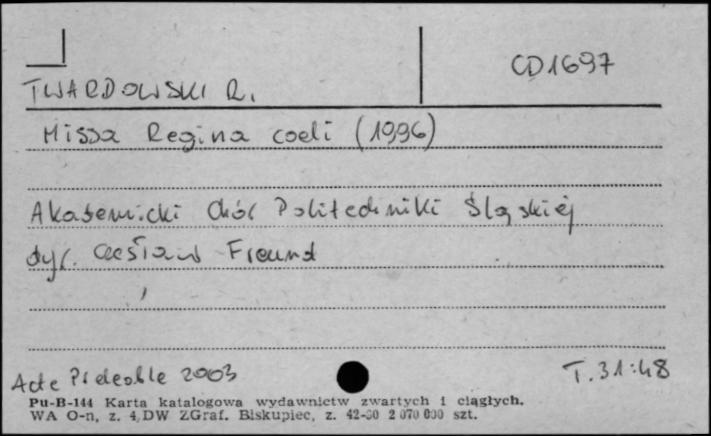 CD1697
TWARDOWSKI R.
Missa Regina coeli (1996)
Akademicki Chór Politechniki Śląskiej
dyr. Czesław Freund
Acte Préalable 2003
T. 31:48
Pu-B-144 Karta katalogowa wydawnictw zwartych i ciągłych.
WA O-n, z. 4, DW ZGraf. Biskupiec, z. 42-80 2 070 000 szt.